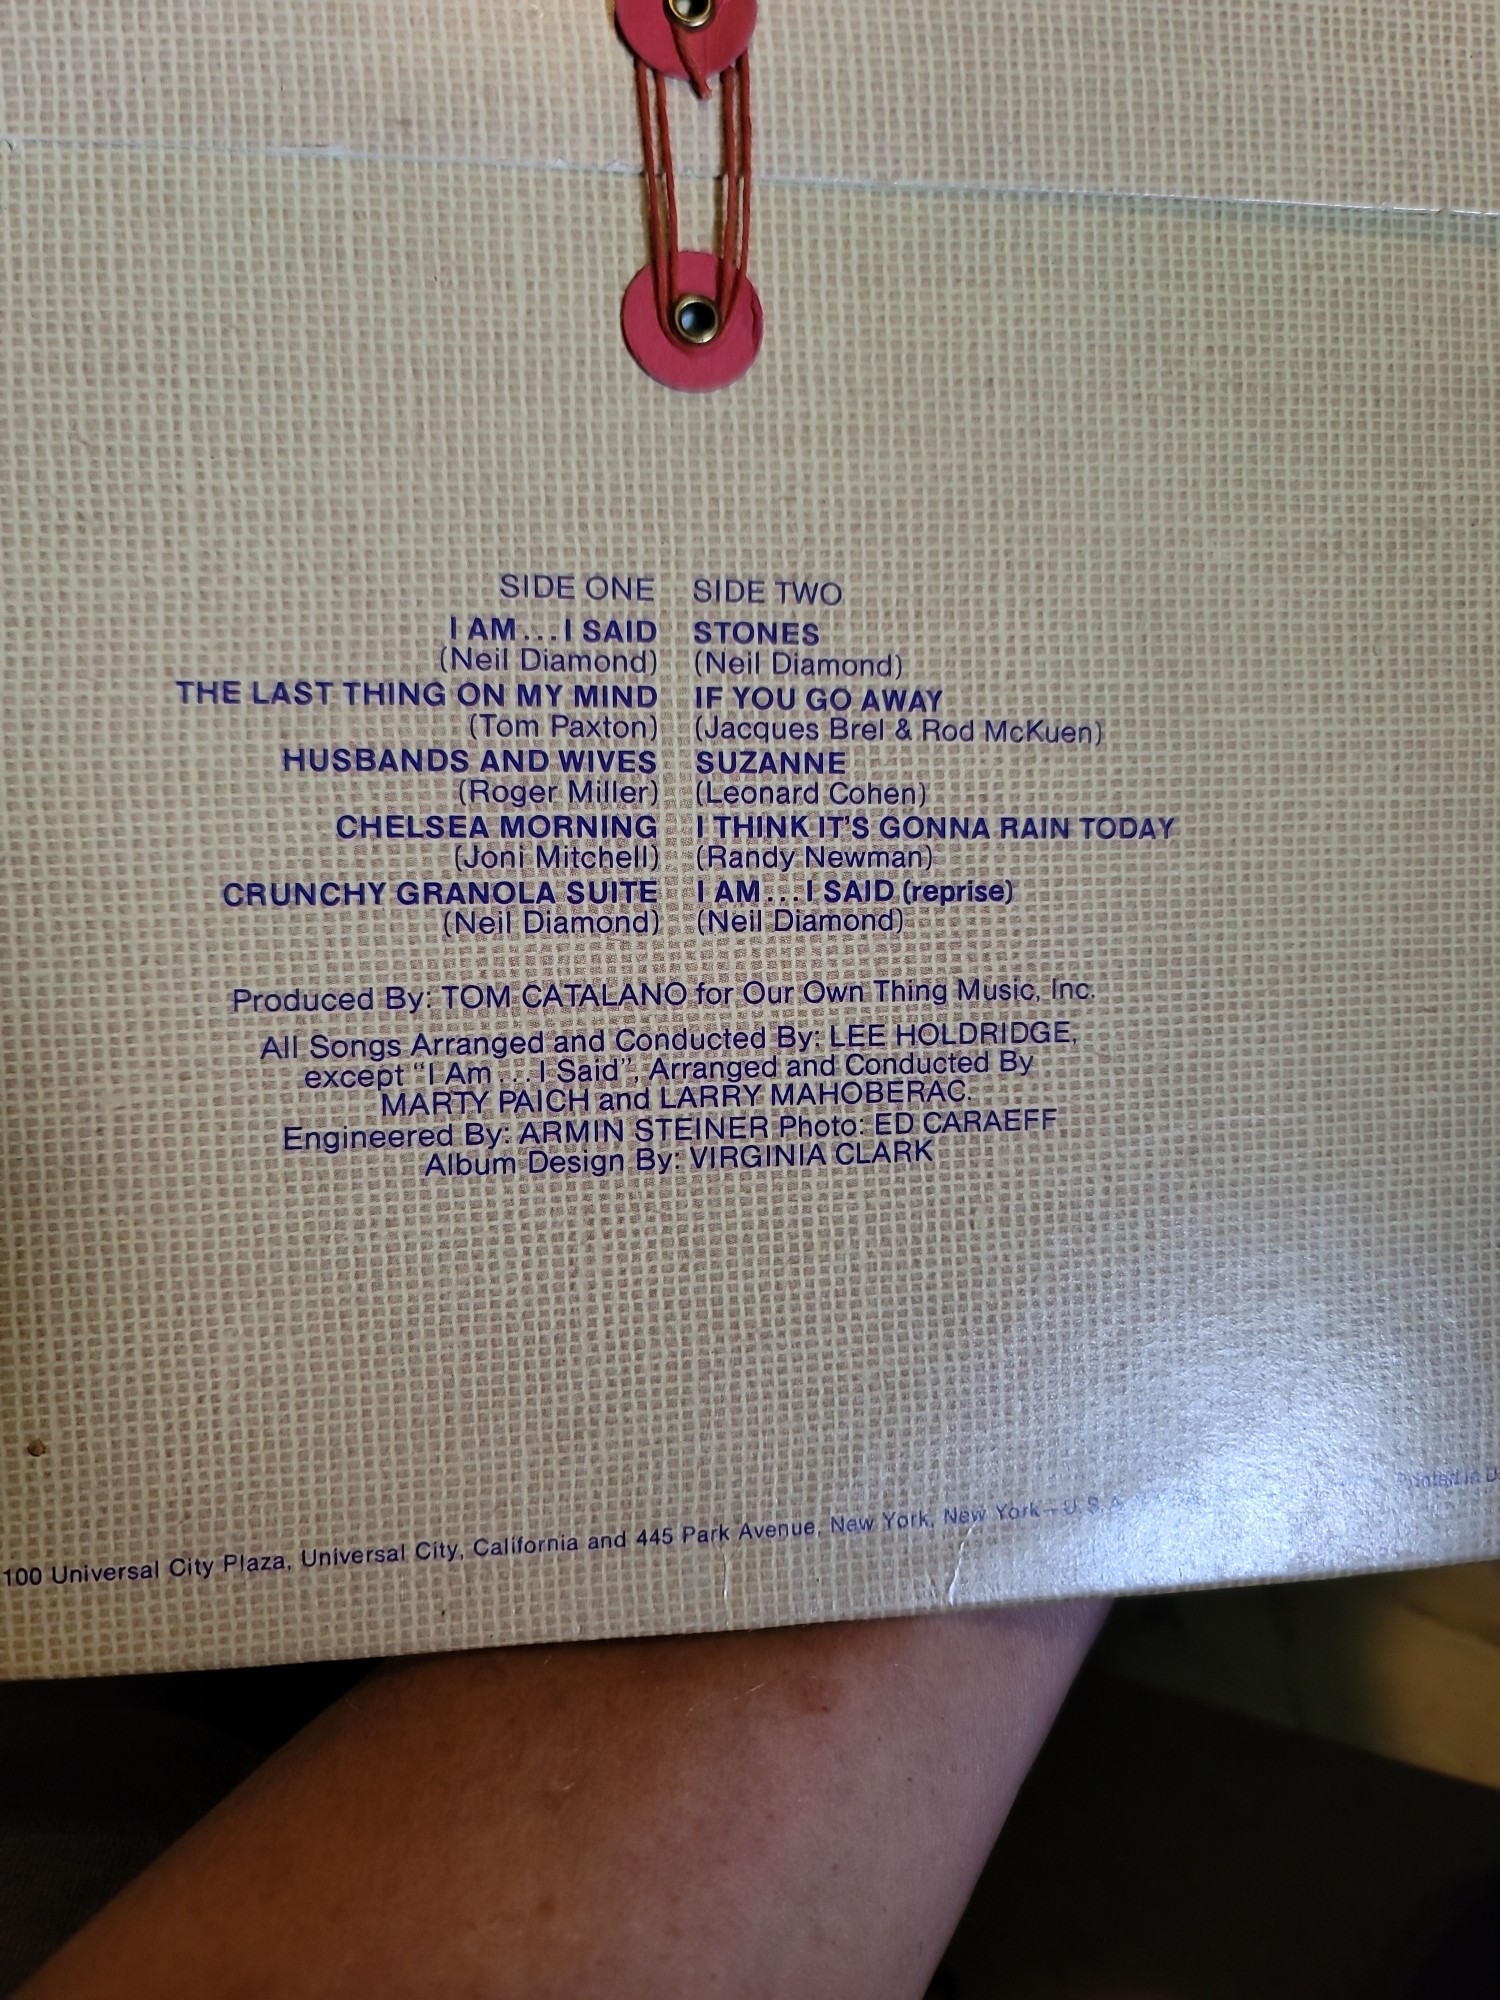 SIDE ONE
I AM...I SAID
(Neil Diamond)
THE LAST THING ON MY MIND
(Tom Paxton)
HUSBANDS AND WIVES
(Roger Miller)
CHELSEA MORNING
(Joni Mitchell)
CRUNCHY GRANOLA SUITE
(Neil Diamond)
SIDE TWO
STONES
(Neil Diamond)
IF YOU GO AWAY
(Jacques Brel & Rod McKuen)
SUZANNE
(Leonard Cohen)
I THINK IT'S GONNA RAIN TODAY
(Randy Newman)
I AM...I SAID (reprise)
(Neil Diamond)
Produced By: TOM CATALANO for Our Own Thing Music, Inc.
All Songs Arranged and Conducted By: LEE HOLDRIDGE,
except "I Am...I Said", Arranged and Conducted By
MARTY PAICH and LARRY MAHOBERAC.
Engineered By: ARMIN STEINER Photo: ED CARAEFF
Album Design By: VIRGINIA CLARK
100 Universal City Plaza, Universal City, California and 445 Park Avenue, New York, New York—U.S.A.
Printed in U